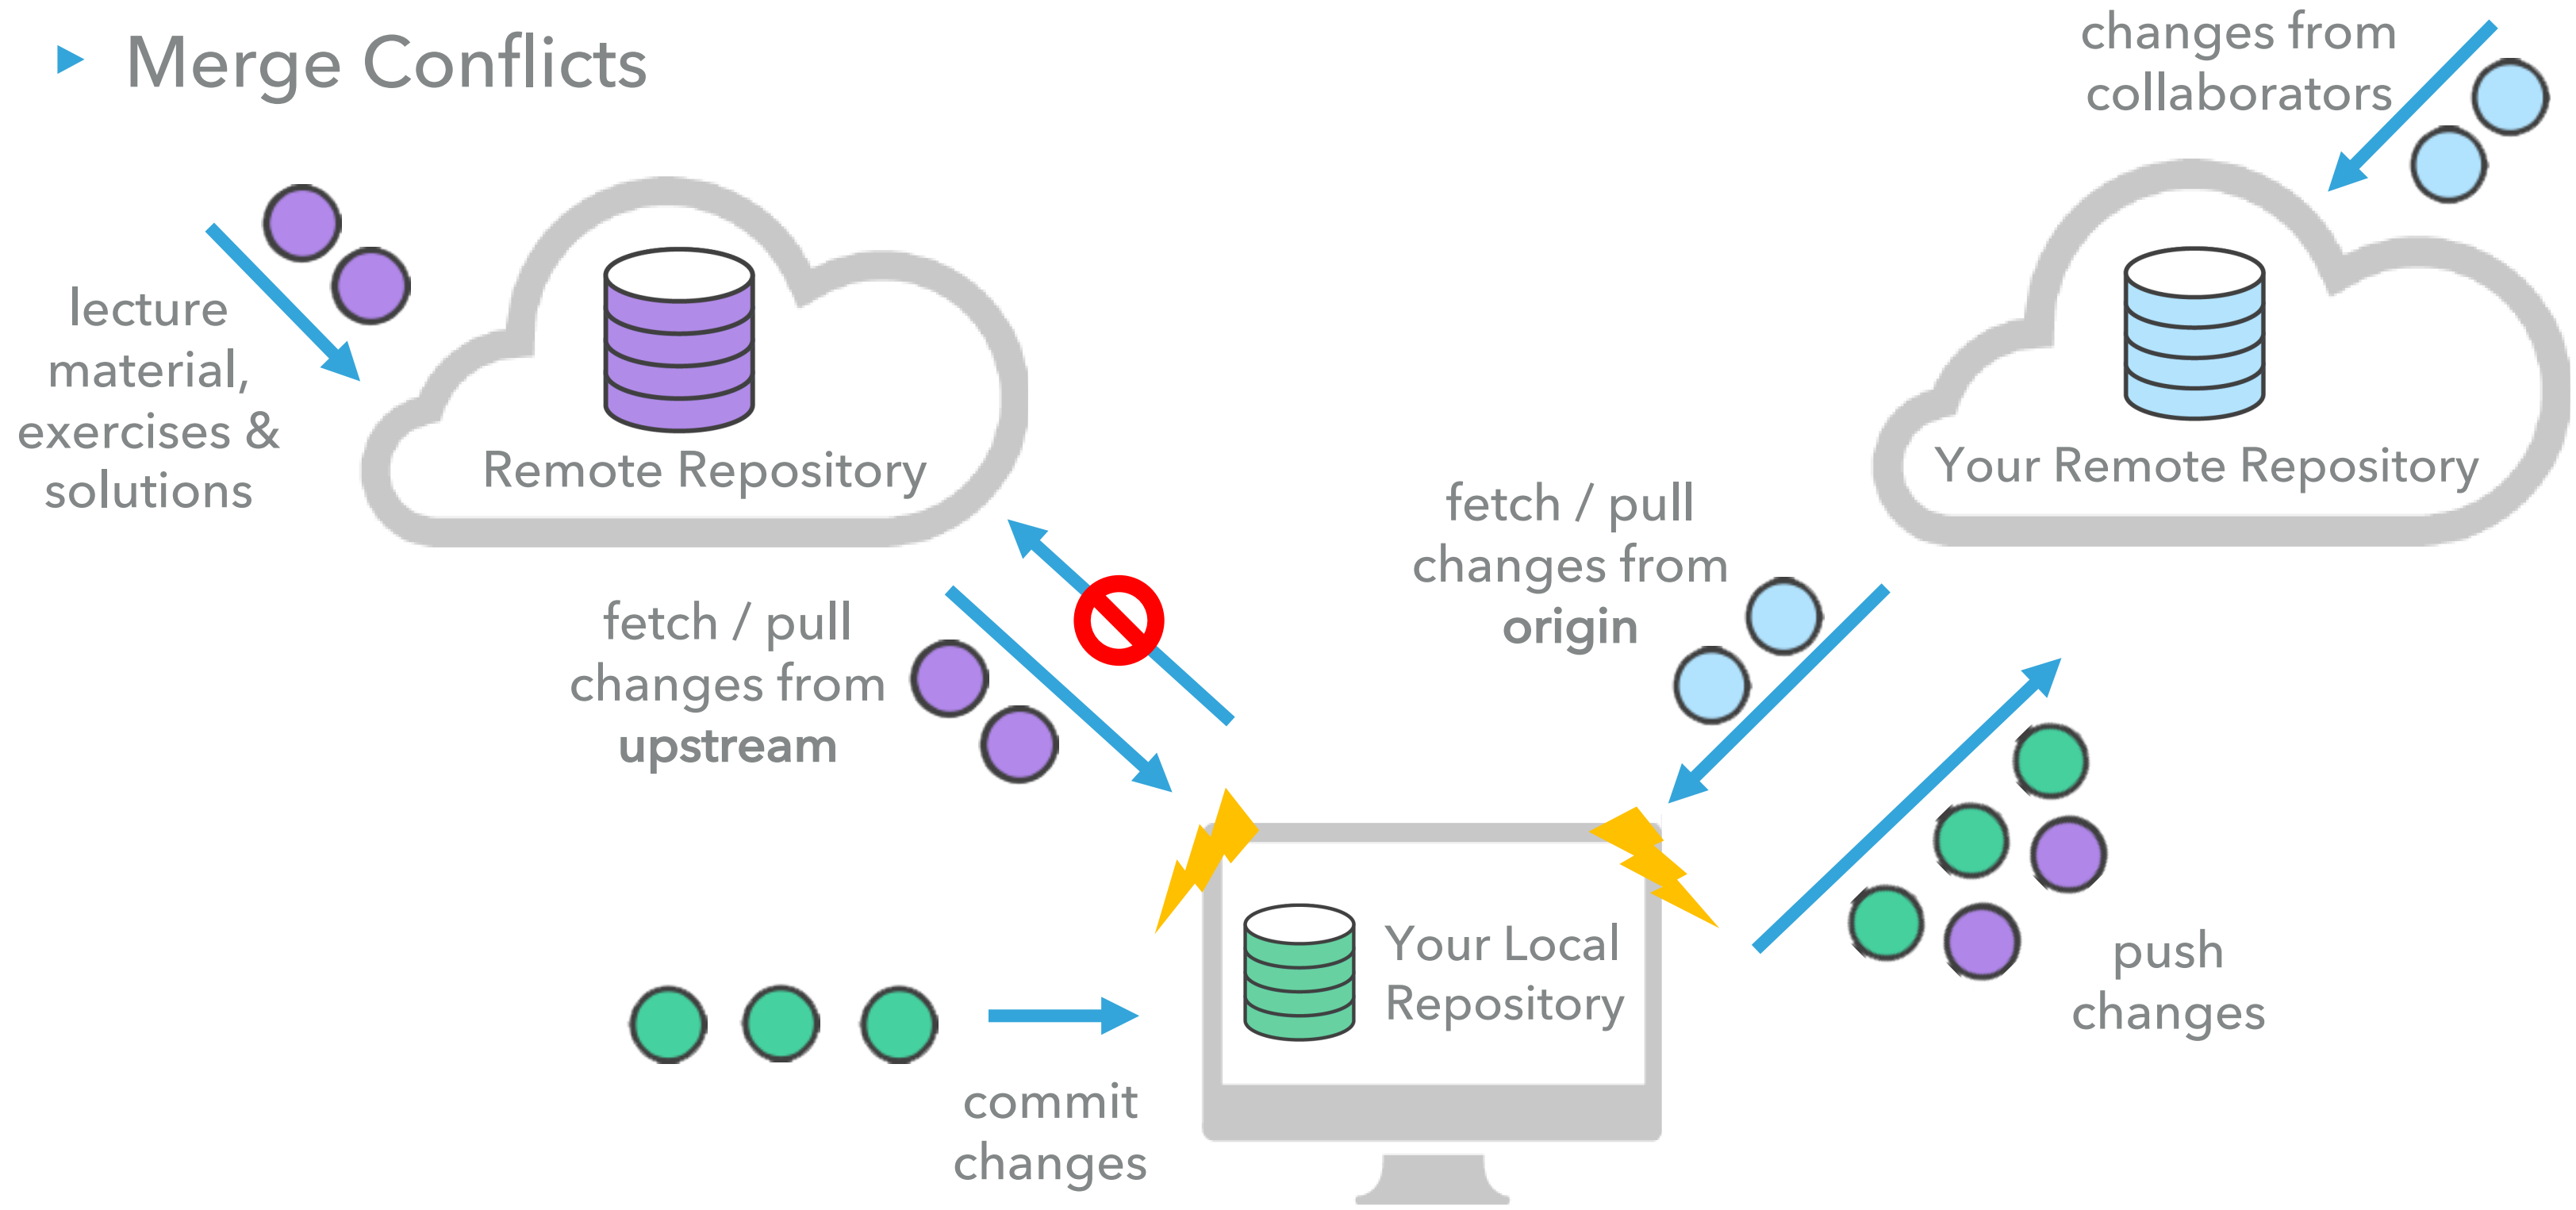 Merge Conflicts
changes from
collaborators
lecture
material,
exercises &
solutions
Remote Repository
Your Remote Repository
fetch / pull
changes from
upstream
fetch / pull
changes from
origin
Your Local
Repository
push
changes
commit
changes